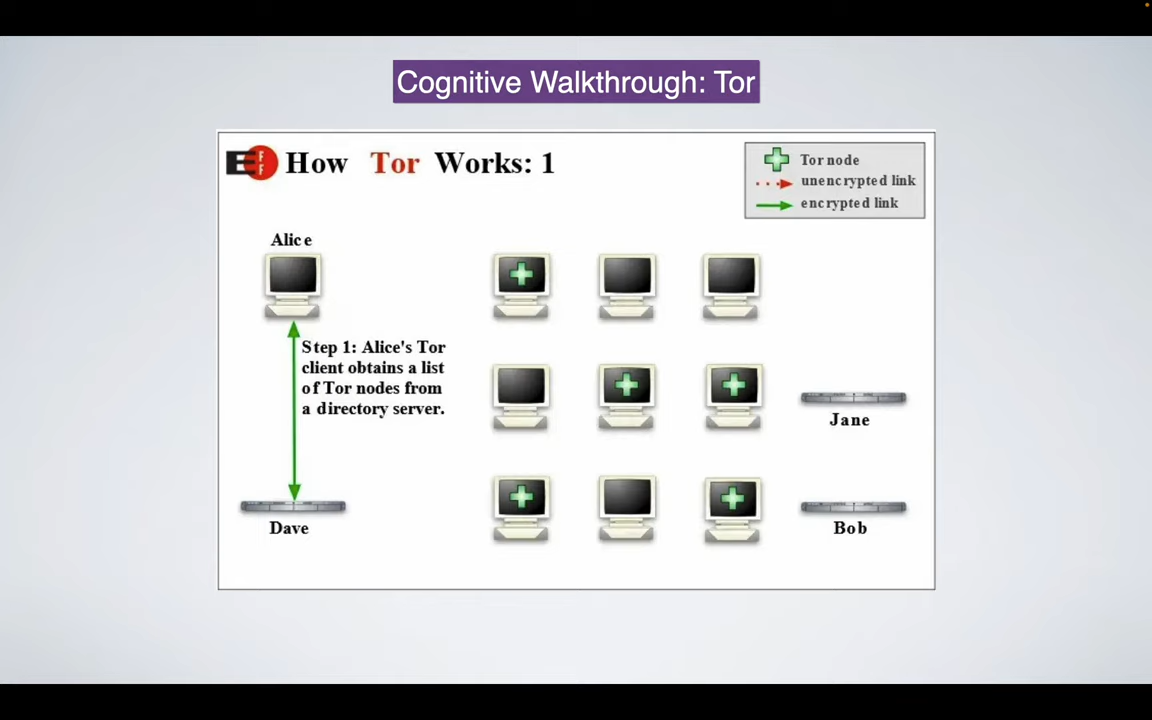 Cognitive Walkthrough: Tor
EFF How Tor Works: 1
Tor node
unencrypted link
encrypted link
Alice
Step 1: Alice's Tor
client obtains a list
of Tor nodes from
a directory server.
Jane
Dave
Bob